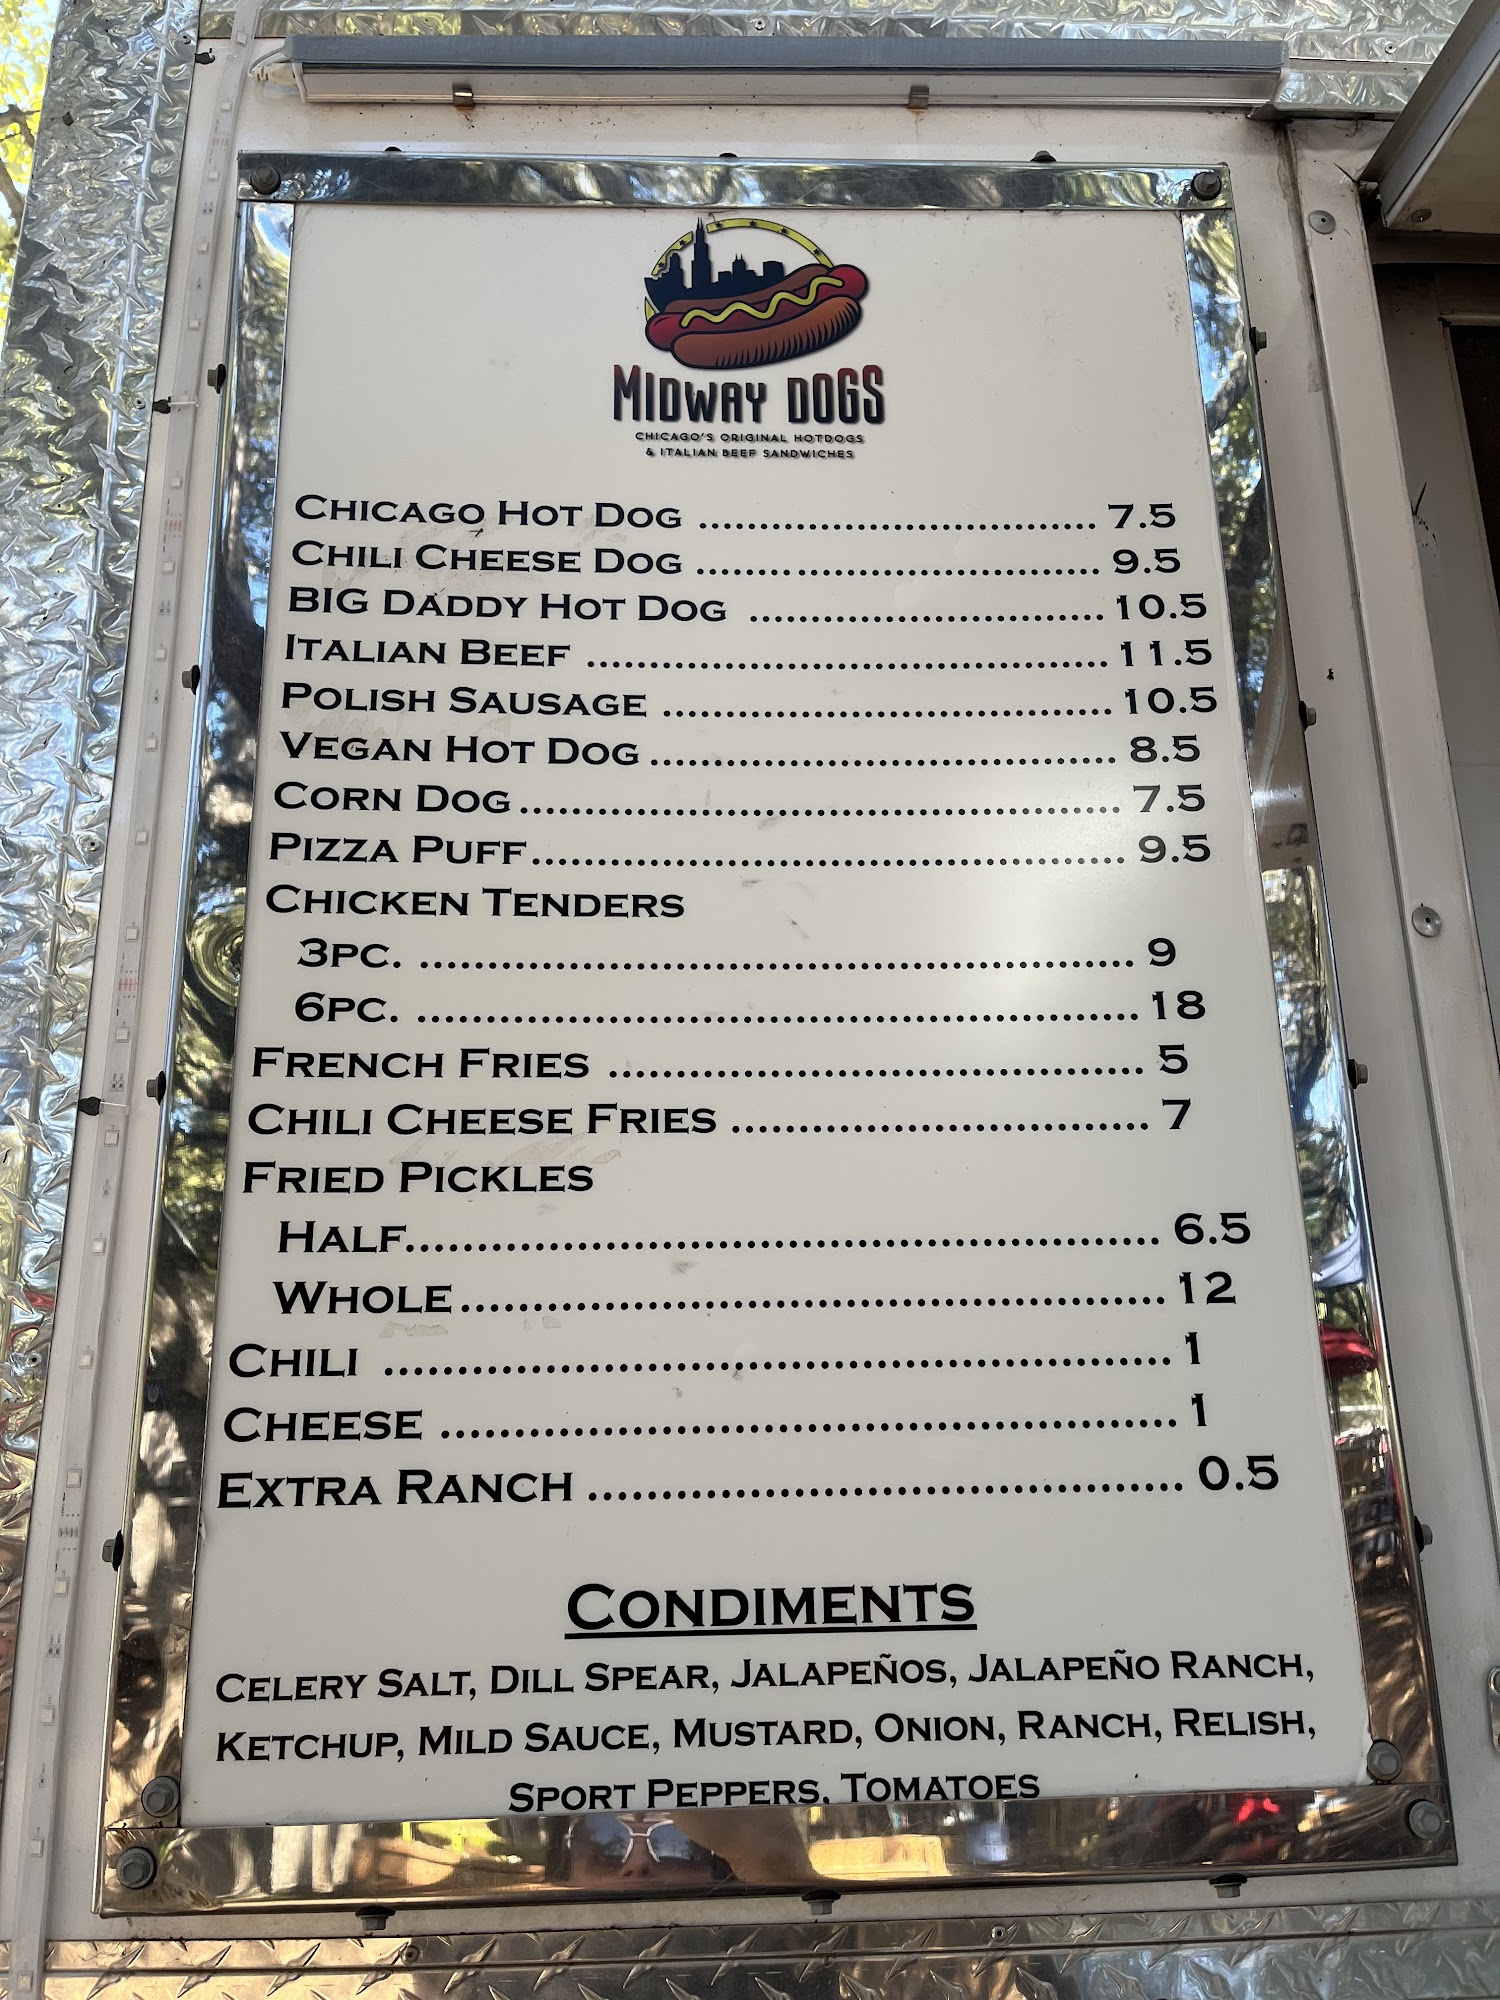 MIDWAY DOGS
CHICAGO'S ORIGINAL HOTDOGS
& ITALIAN BEEF SANDWICHES
CHICAGO HOT DOG ................................. 7.5
CHILI CHEESE DOG .................................. 9.5
BIG DADDY HOT DOG ............................. 10.5
ITALIAN BEEF .......................................... 11.5
POLISH SAUSAGE .................................... 10.5
VEGAN HOT DOG ..................................... 8.5
CORN DOG ............................................... 7.5
PIZZA PUFF .............................................. 9.5
CHICKEN TENDERS
3PC. ...................................................... 9
6PC. ...................................................... 18
FRENCH FRIES ........................................ 5
CHILI CHEESE FRIES ............................... 7
FRIED PICKLES
HALF ...................................................... 6.5
WHOLE ................................................... 12
CHILI ......................................................... 1
CHEESE ..................................................... 1
EXTRA RANCH .......................................... 0.5
CONDIMENTS
CELERY SALT, DILL SPEAR, JALAPEÑOS, JALAPEÑO RANCH,
KETCHUP, MILD SAUCE, MUSTARD, ONION, RANCH, RELISH,
SPORT PEPPERS, TOMATOES